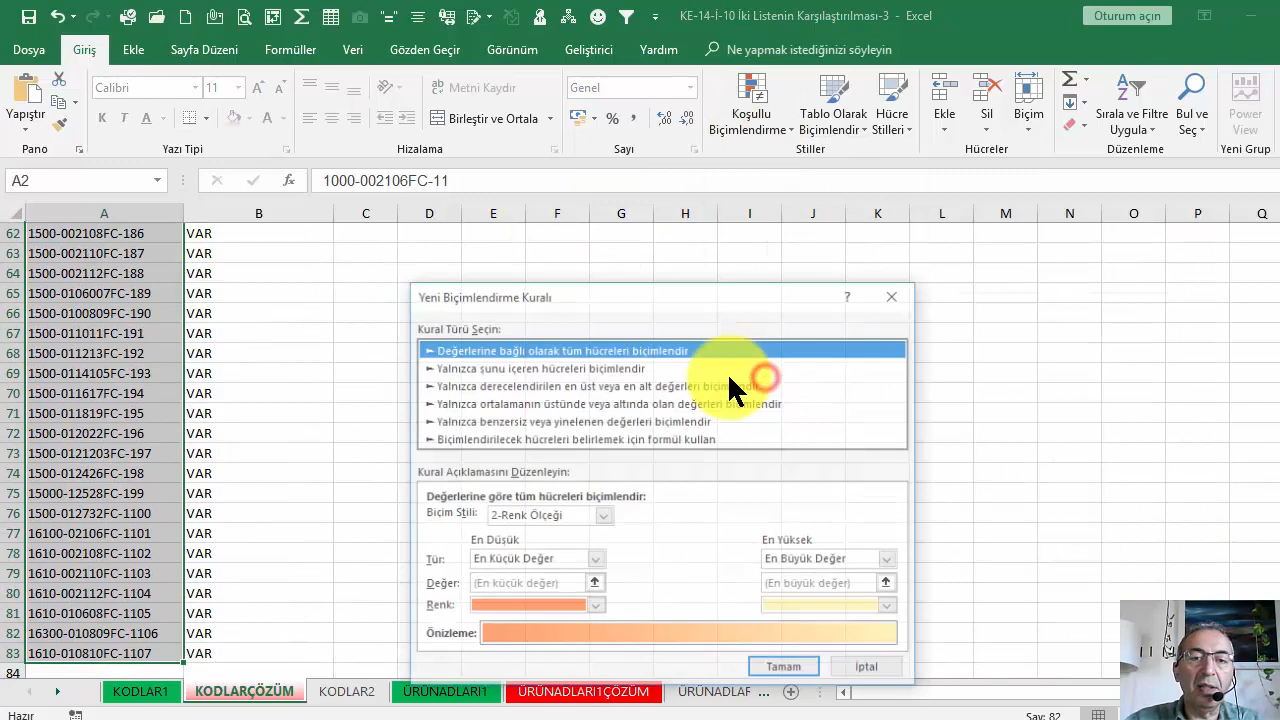 KE-14-İ-10 İki Listenin Karşılaştırılması-3 - Excel
Oturum açın
Dosya
Giriş
Ekle
Sayfa Düzeni
Formüller
Veri
Gözden Geçir
Görünüm
Geliştirici
Yardım
Ne yapmak istediğinizi söyleyin
Yapıştır
Calibri
11
K T A
Metni Kaydır
Birleştir ve Ortala
Genel
Koşullu Biçimlendirme
Tablo Olarak Biçimlendir
Hücre Stilleri
Ekle
Sil
Biçim
Sırala ve Filtre Uygula
Bul ve Seç
Power View
Pano
Yazı Tipi
Hizalama
Sayı
Stiller
Hücreler
Düzenleme
Yeni Grup
A2
fx
1000-002106FC-11
A B C D E F G H I J K L M N O P Q
62 1500-002108FC-186 VAR
63 1500-002110FC-187 VAR
64 1500-002112FC-188 VAR
65 1500-0106007FC-189 VAR
66 1500-0100809FC-190 VAR
67 1500-011011FC-191 VAR
68 1500-011213FC-192 VAR
69 1500-0114105FC-193 VAR
70 1500-011617FC-194 VAR
71 1500-011819FC-195 VAR
72 1500-012022FC-196 VAR
73 1500-0121203FC-197 VAR
74 1500-012426FC-198 VAR
75 15000-12528FC-199 VAR
76 1500-012732FC-1100 VAR
77 16100-02106FC-1101 VAR
78 1610-002108FC-1102 VAR
79 1610-002110FC-1103 VAR
80 1610-002112FC-1104 VAR
81 1610-010608FC-1105 VAR
82 16300-010809FC-1106 VAR
83 1610-010810FC-1107 VAR
84
Yeni Biçimlendirme Kuralı
?
Kural Türü Seçin:
► Değerlerine bağlı olarak tüm hücreleri biçimlendir
► Yalnızca şunu içeren hücreleri biçimlendir
► Yalnızca derecelendirilen en üst veya en alt değerleri biçimlendir
► Yalnızca ortalamanın üstünde veya altında olan değerleri biçimlendir
► Yalnızca benzersiz veya yinelenen değerleri biçimlendir
► Biçimlendirilecek hücreleri belirlemek için formül kullan
Kural Açıklamasını Düzenleyin:
Değerlerine göre tüm hücreleri biçimlendir:
Biçim Stili: 2-Renk Ölçeği
En Düşük En Yüksek
Tür: En Küçük Değer En Büyük Değer
Değer: (En küçük değer) (En büyük değer)
Renk:
Önizleme:
Tamam İptal
KODLAR1 KODLARÇÖZÜM KODLAR2 ÜRÜNADLARI1 ÜRÜNADLARI1ÇÖZÜM ÜRÜNADLAF ...
Hazır
Say: 82